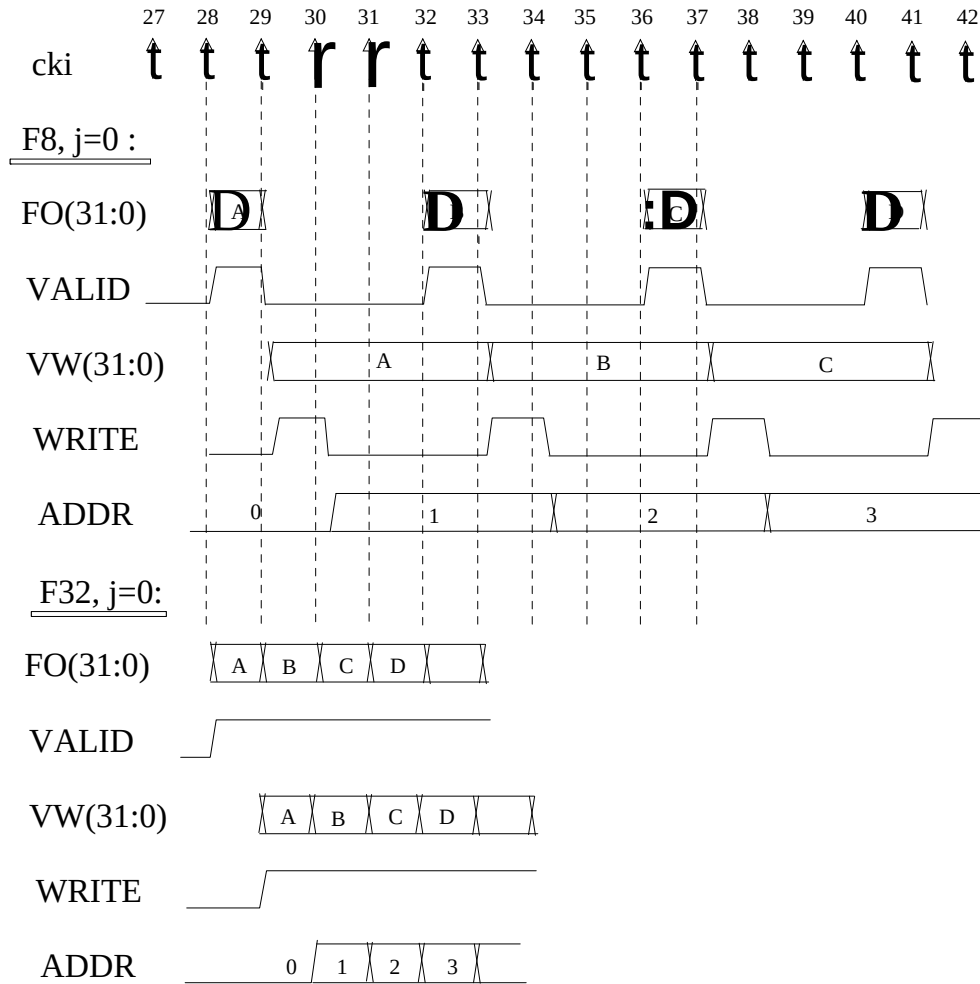 27 28 29 30 31 32 33 34 35 36 37 38 39 40 41 42
cki t t t r r t t t t t t t t t t t
F8, j=0 :
FO(31:0) D A D :D C D
VALID
VW(31:0) A B C
WRITE
ADDR 0 1 2 3
F32, j=0:
FO(31:0) A B C D
VALID
VW(31:0) A B C D
WRITE
ADDR 0 1 2 3